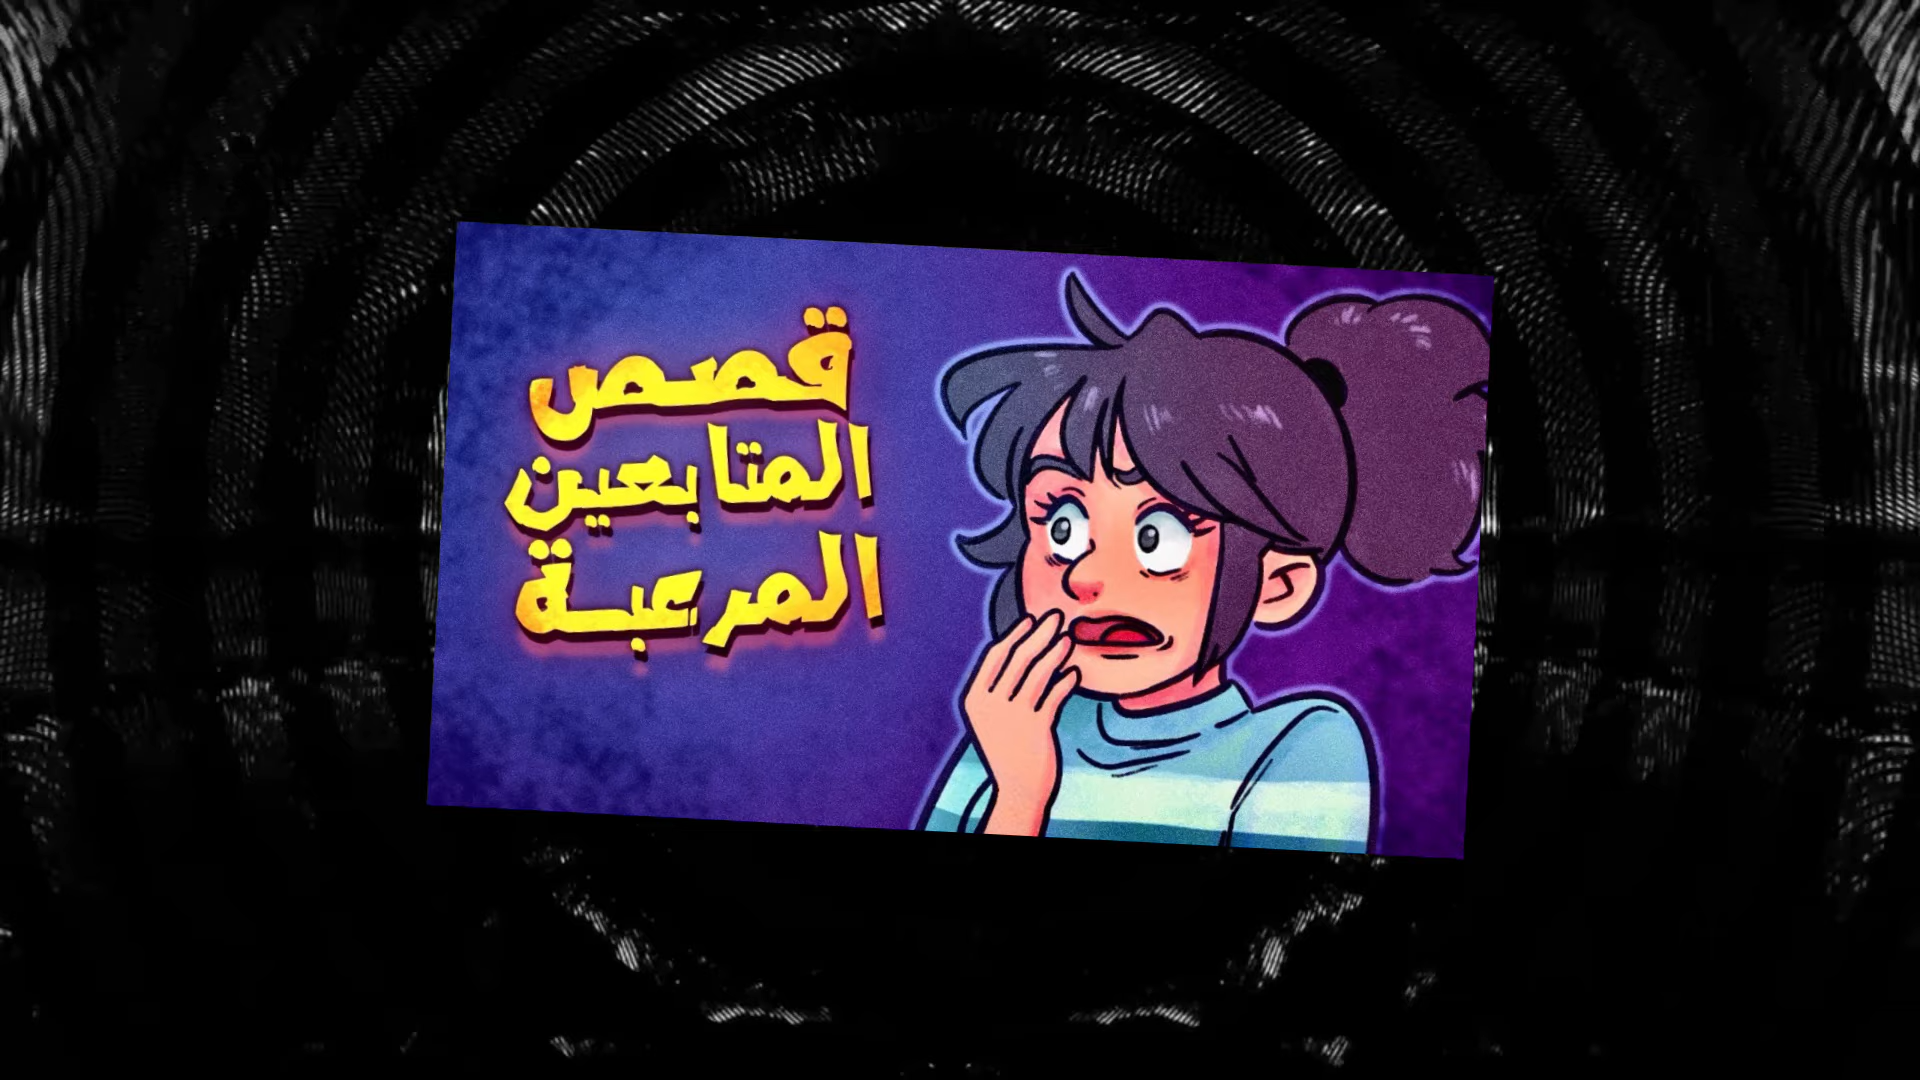 قصص
المتابعين
المرعبة